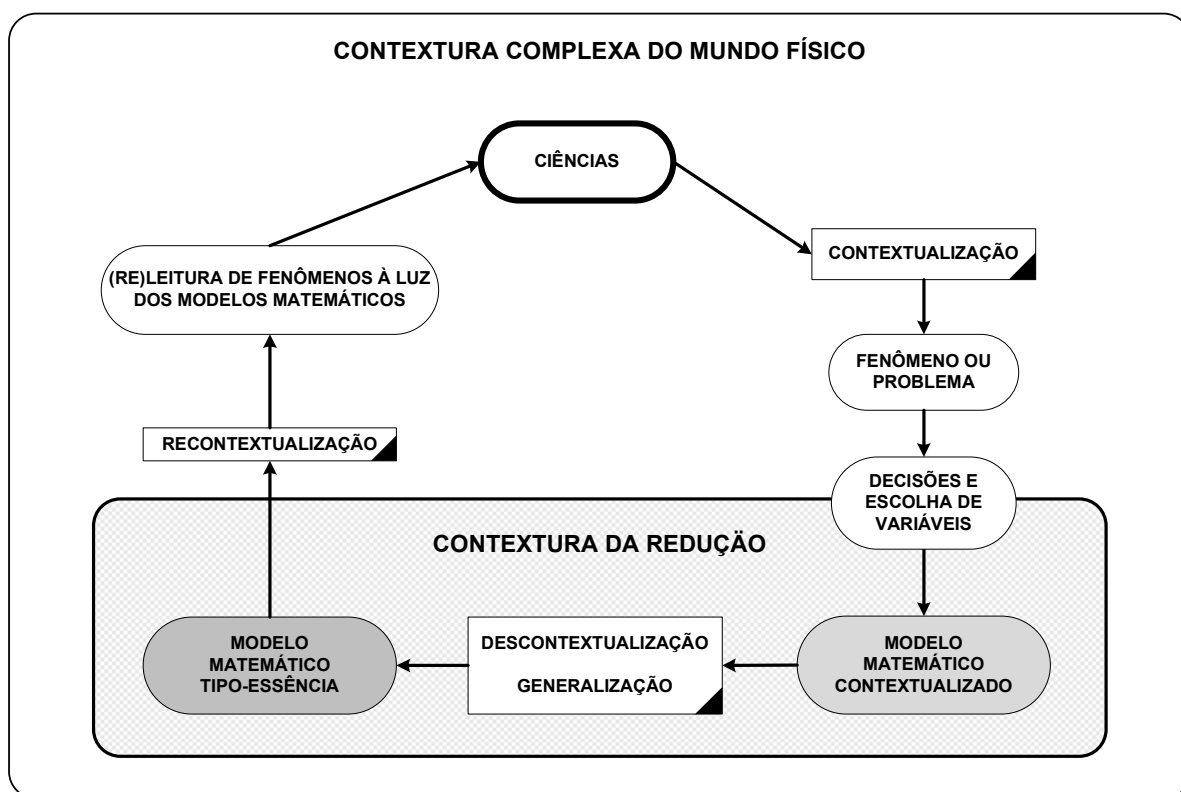 CONTEXTURA COMPLEXA DO MUNDO FÍSICO
CIÊNCIAS
CONTEXTUALIZAÇÃO
(RE)LEITURA DE FENÔMENOS À LUZ
DOS MODELOS MATEMÁTICOS
FENÔMENO OU
PROBLEMA
RECONTEXTUALIZAÇÃO
DECISÕES E
ESCOLHA DE
VARIÁVEIS
CONTEXTURA DA REDUÇÄO
MODELO
MATEMÁTICO
TIPO-ESSÊNCIA
DESCONTEXTUALIZAÇÃO
GENERALIZAÇÃO
MODELO
MATEMÁTICO
CONTEXTUALIZADO